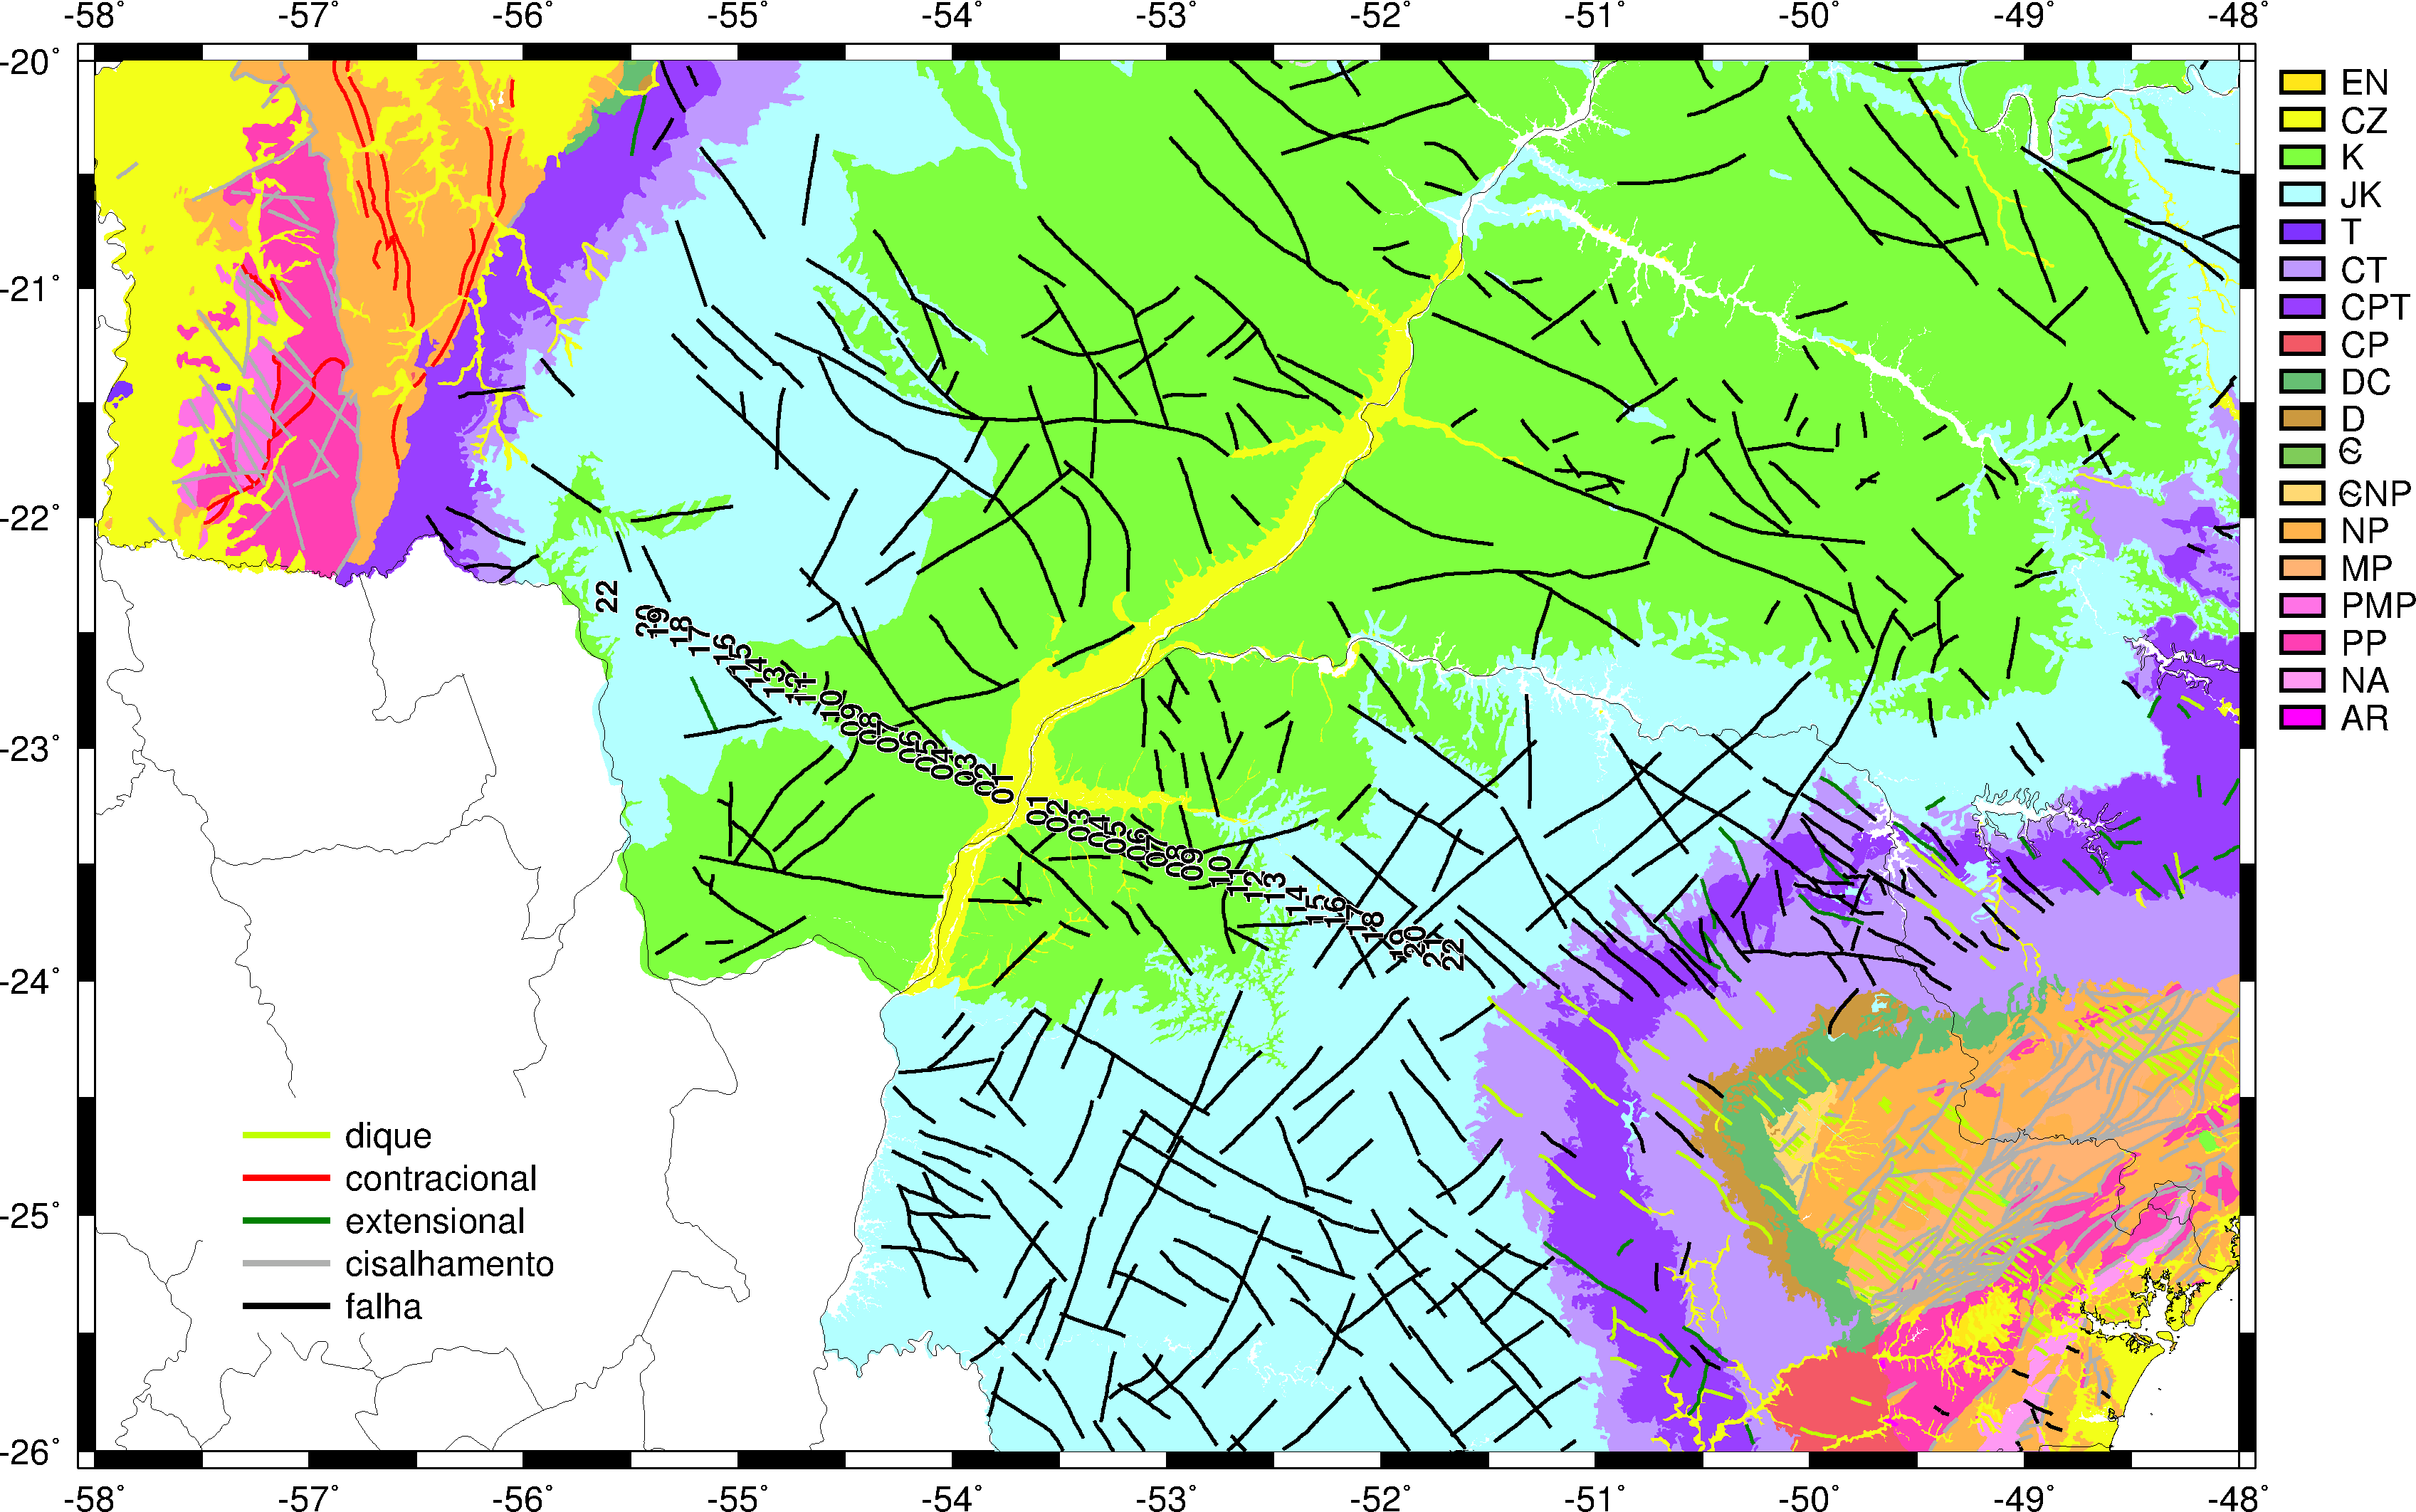 -58° -57° -56° -55° -54° -53° -52° -51° -50° -49° -48°
-20°
-21°
-22°
-23°
-24°
-25°
-26°
EN
CZ
K
JK
T
CT
CPT
CP
DC
D
Є
ЄNP
NP
MP
PMP
PP
NA
AR
22 20 19 18 17 16 15 14 13 12 11 10 09 08 07 06 05 04 03 02 01
01 02 03 04 05 06 07 08 09 10 11 12 13 14 15 16 17 18 19 20 21 22
dique
contracional
extensional
cisalhamento
falha
-58° -57° -56° -55° -54° -53° -52° -51° -50° -49° -48°